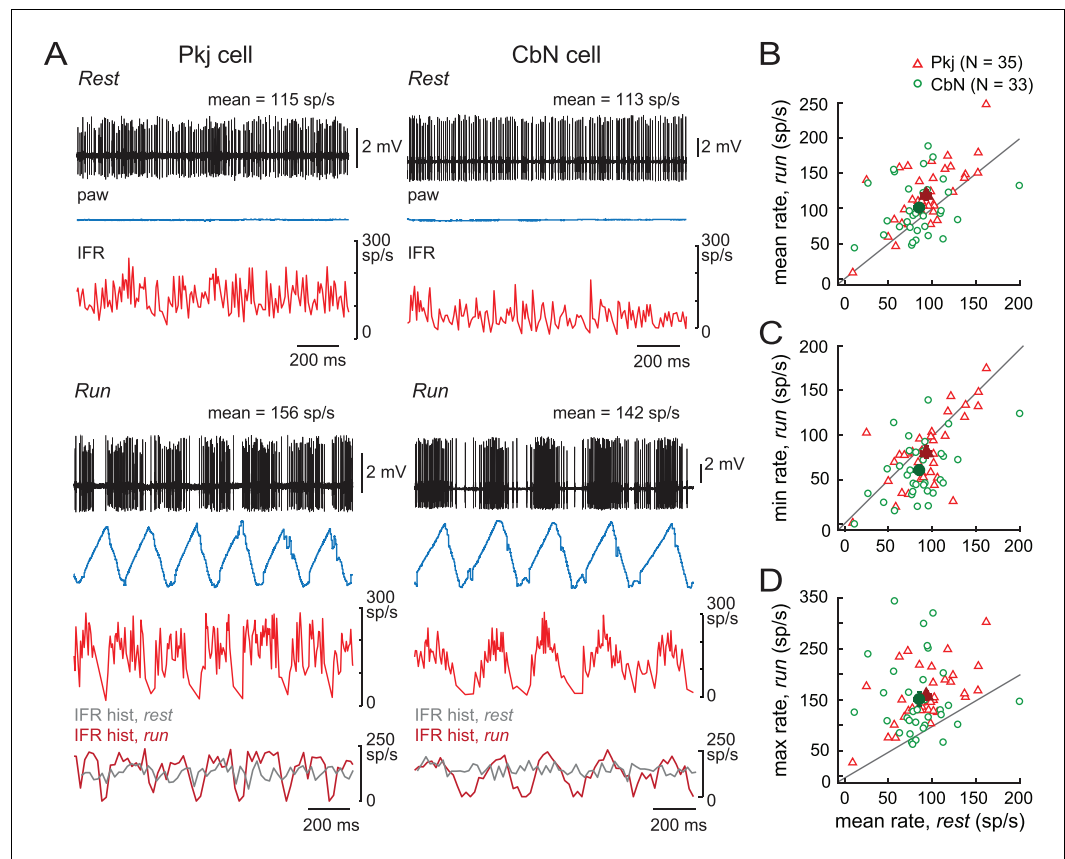 A
Pkj cell
CbN cell
Rest
mean = 115 sp/s
2 mV
paw
IFR
300
sp/s
0
200 ms
Rest
mean = 113 sp/s
2 mV
paw
IFR
300
sp/s
0
200 ms
Run
mean = 156 sp/s
2 mV
300
sp/s
0
IFR hist, rest
IFR hist, run
250
sp/s
0
200 ms
Run
mean = 142 sp/s
2 mV
300
sp/s
0
IFR hist, rest
IFR hist, run
250
sp/s
0
200 ms
B
Pkj (N = 35)
CbN (N = 33)
mean rate, run (sp/s)
250
200
150
100
50
0
0 50 100 150 200
C
min rate, run (sp/s)
200
150
100
50
0
0 50 100 150 200
D
max rate, run (sp/s)
350
250
150
50
0
0 50 100 150 200
mean rate, rest (sp/s)